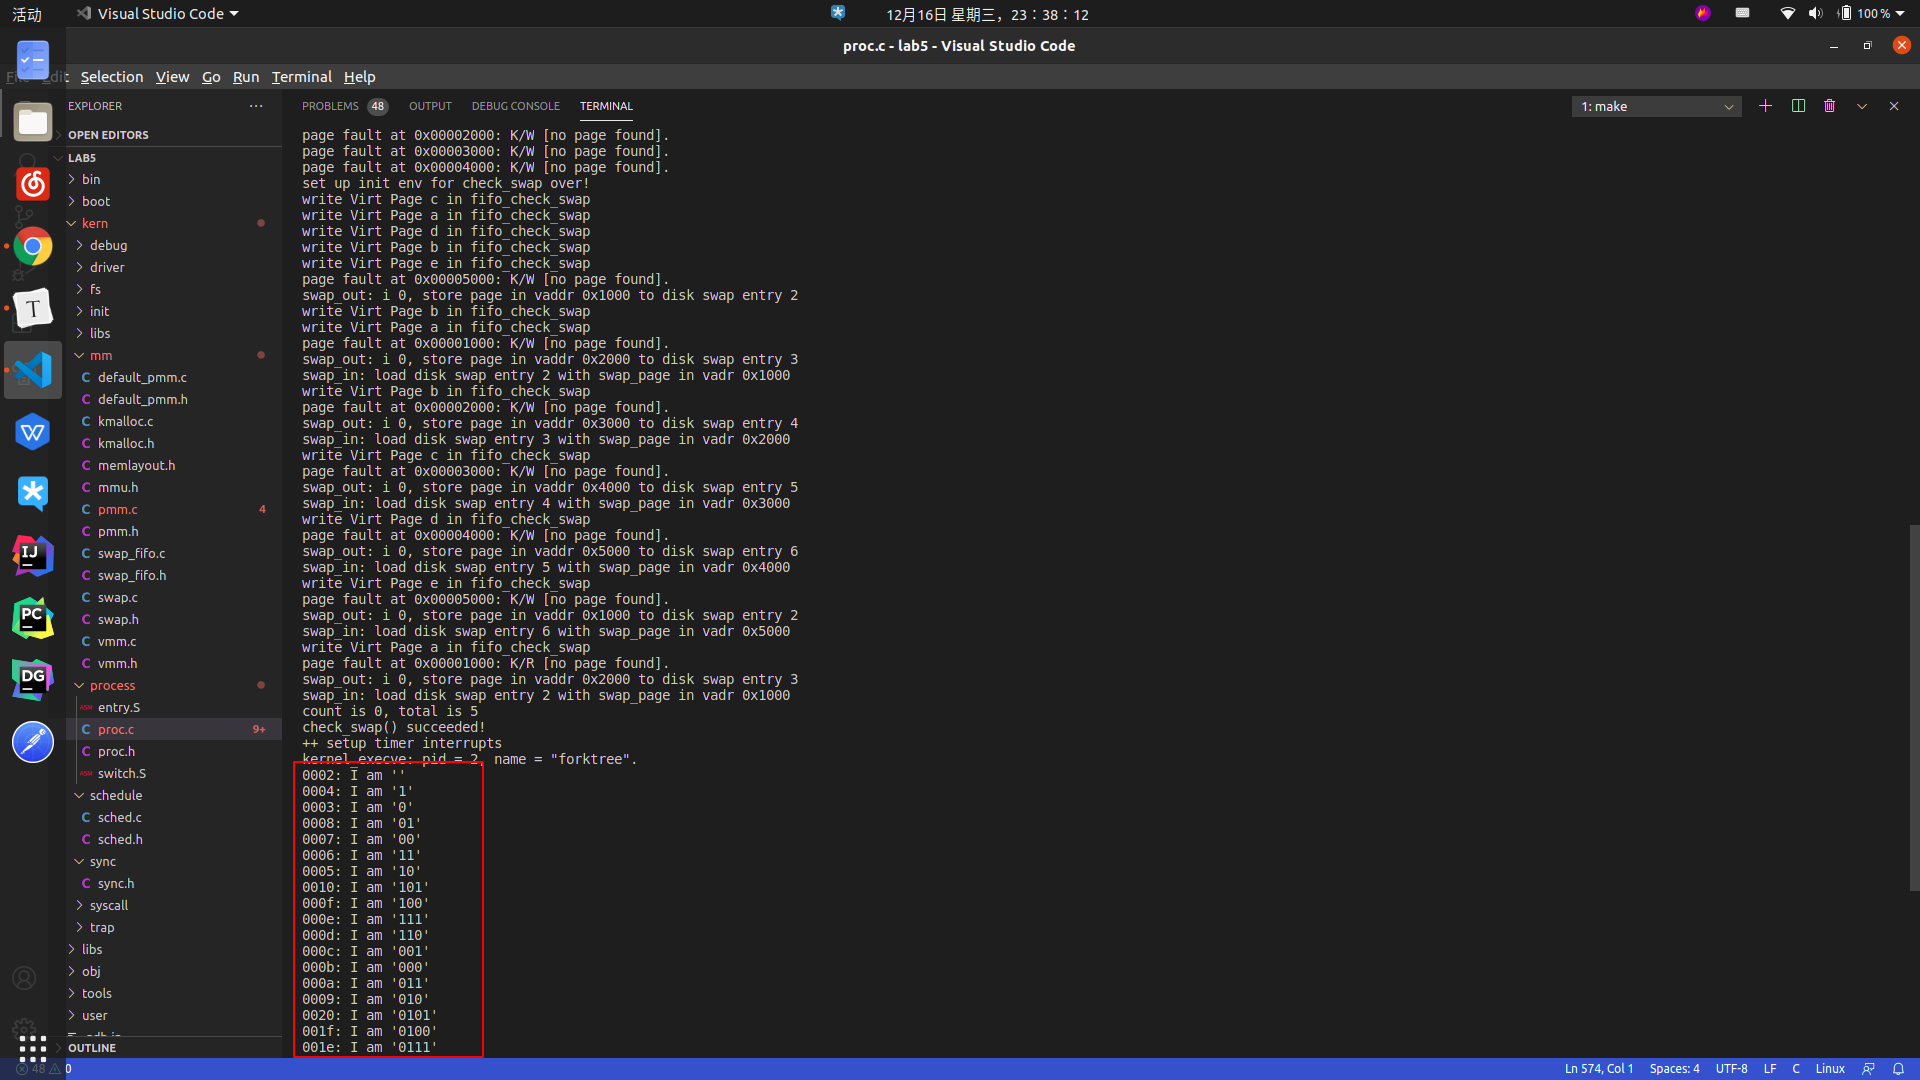 活动
Visual Studio Code
12月16日 星期三，23：38：12
100 %
proc.c - lab5 - Visual Studio Code
Selection View Go Run Terminal Help
EXPLORER
OPEN EDITORS
LAB5
bin
boot
kern
debug
driver
fs
init
libs
mm
C default_pmm.c
C default_pmm.h
C kmalloc.c
C kmalloc.h
C memlayout.h
C mmu.h
C pmm.c 4
C pmm.h
C swap_fifo.c
C swap_fifo.h
C swap.c
C swap.h
C vmm.c
C vmm.h
process
ASM entry.S
C proc.c 9+
C proc.h
ASM switch.S
schedule
C sched.c
C sched.h
sync
C sync.h
syscall
trap
libs
obj
tools
user
OUTLINE
PROBLEMS 48 OUTPUT DEBUG CONSOLE TERMINAL
1: make
page fault at 0x00002000: K/W [no page found].
page fault at 0x00003000: K/W [no page found].
page fault at 0x00004000: K/W [no page found].
set up init env for check_swap over!
write Virt Page c in fifo_check_swap
write Virt Page a in fifo_check_swap
write Virt Page d in fifo_check_swap
write Virt Page b in fifo_check_swap
write Virt Page e in fifo_check_swap
page fault at 0x00005000: K/W [no page found].
swap_out: i 0, store page in vaddr 0x1000 to disk swap entry 2
write Virt Page b in fifo_check_swap
write Virt Page a in fifo_check_swap
page fault at 0x00001000: K/W [no page found].
swap_out: i 0, store page in vaddr 0x2000 to disk swap entry 3
swap_in: load disk swap entry 2 with swap_page in vadr 0x1000
write Virt Page b in fifo_check_swap
page fault at 0x00002000: K/W [no page found].
swap_out: i 0, store page in vaddr 0x3000 to disk swap entry 4
swap_in: load disk swap entry 3 with swap_page in vadr 0x2000
write Virt Page c in fifo_check_swap
page fault at 0x00003000: K/W [no page found].
swap_out: i 0, store page in vaddr 0x4000 to disk swap entry 5
swap_in: load disk swap entry 4 with swap_page in vadr 0x3000
write Virt Page d in fifo_check_swap
page fault at 0x00004000: K/W [no page found].
swap_out: i 0, store page in vaddr 0x5000 to disk swap entry 6
swap_in: load disk swap entry 5 with swap_page in vadr 0x4000
write Virt Page e in fifo_check_swap
page fault at 0x00005000: K/W [no page found].
swap_out: i 0, store page in vaddr 0x1000 to disk swap entry 2
swap_in: load disk swap entry 6 with swap_page in vadr 0x5000
write Virt Page a in fifo_check_swap
page fault at 0x00001000: K/R [no page found].
swap_out: i 0, store page in vaddr 0x2000 to disk swap entry 3
swap_in: load disk swap entry 2 with swap_page in vadr 0x1000
count is 0, total is 5
check_swap() succeeded!
++ setup timer interrupts
kernel_execve: pid = 2, name = "forktree".
0002: I am ''
0004: I am '1'
0003: I am '0'
0008: I am '01'
0007: I am '00'
0006: I am '11'
0005: I am '10'
0010: I am '101'
000f: I am '100'
000e: I am '111'
000d: I am '110'
000c: I am '001'
000b: I am '000'
000a: I am '011'
0009: I am '010'
0020: I am '0101'
001f: I am '0100'
001e: I am '0111'
48 0
Ln 574, Col 1 Spaces: 4 UTF-8 LF C Linux